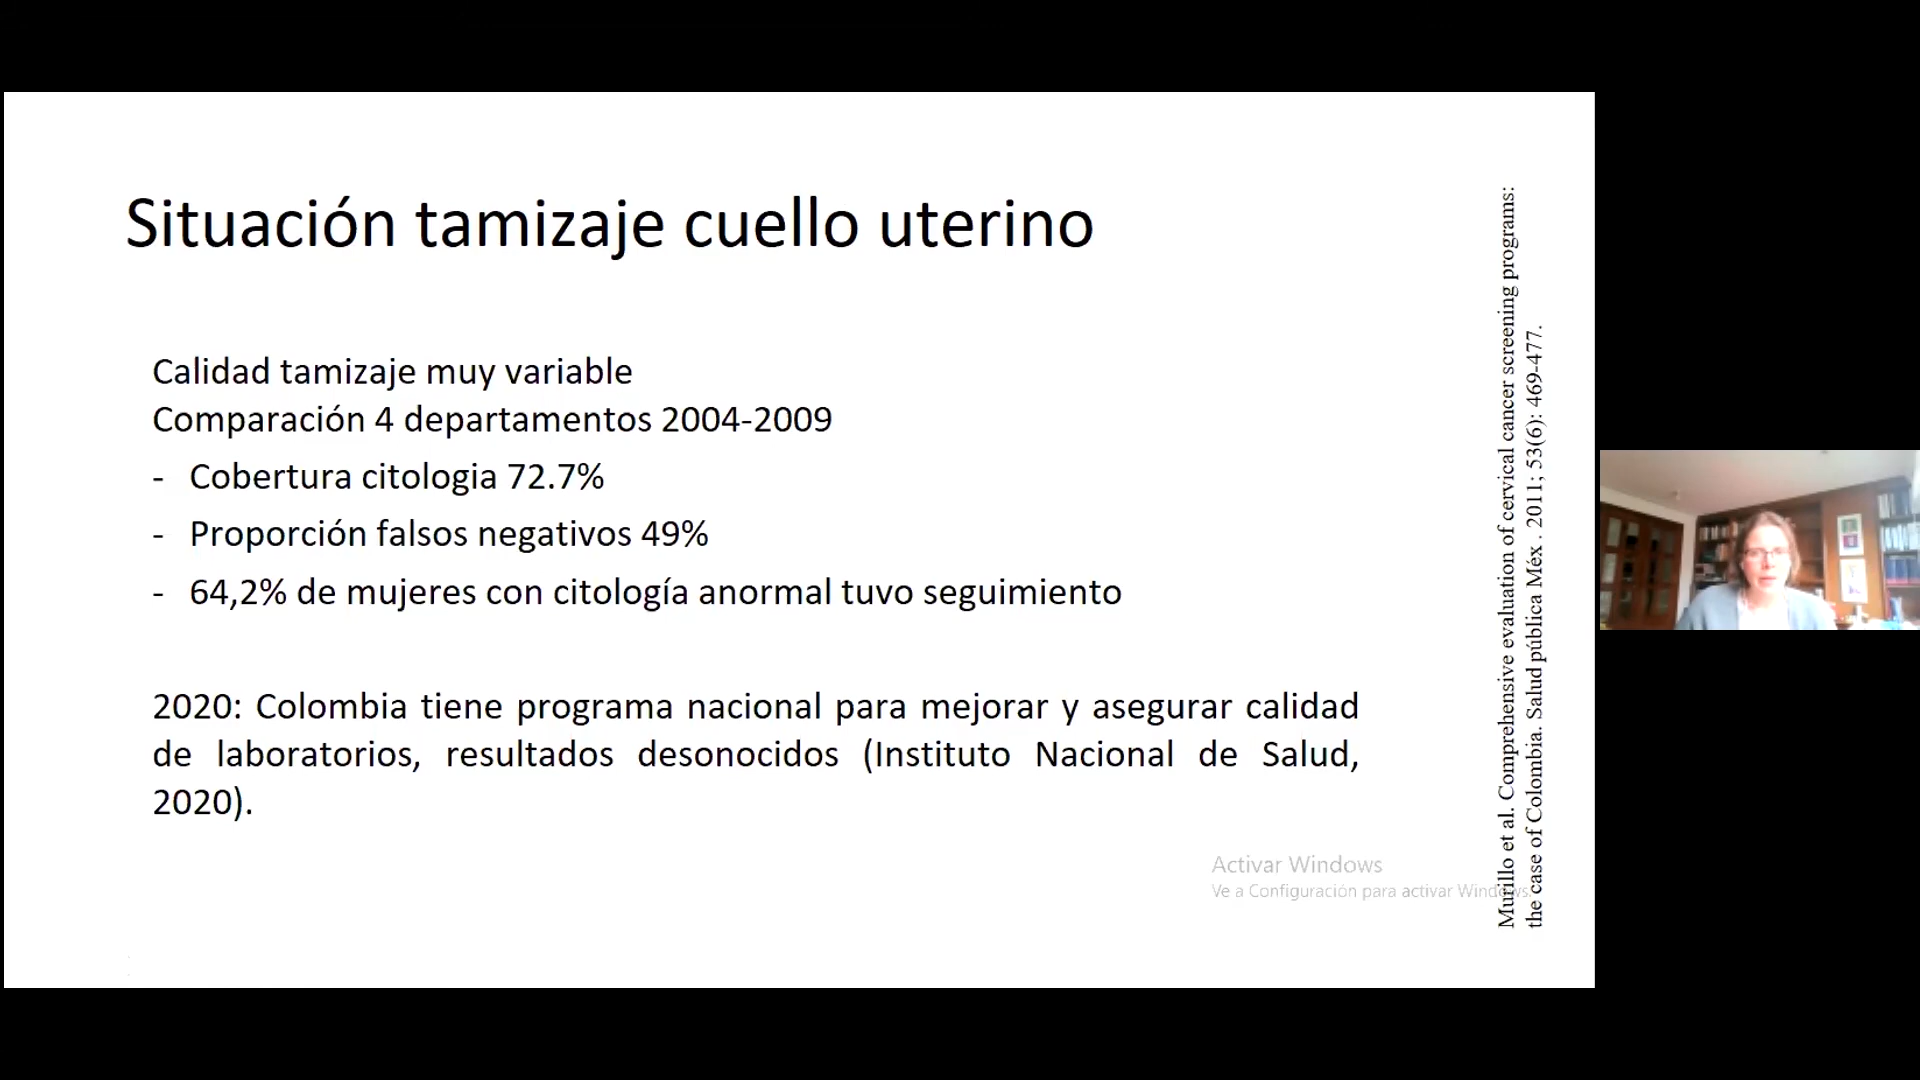 Situación tamizaje cuello uterino
Calidad tamizaje muy variable
Comparación 4 departamentos 2004-2009
- Cobertura citologia 72.7%
- Proporción falsos negativos 49%
- 64,2% de mujeres con citología anormal tuvo seguimiento
2020: Colombia tiene programa nacional para mejorar y asegurar calidad
de laboratorios, resultados desonocidos (Instituto Nacional de Salud,
2020).
Murillo et al. Comprehensive evaluation of cervical cancer screening programs:
the case of Colombia. Salud pública Méx . 2011; 53(6): 469-477.
Activar Windows
Ve a Configuración para activar Windows.